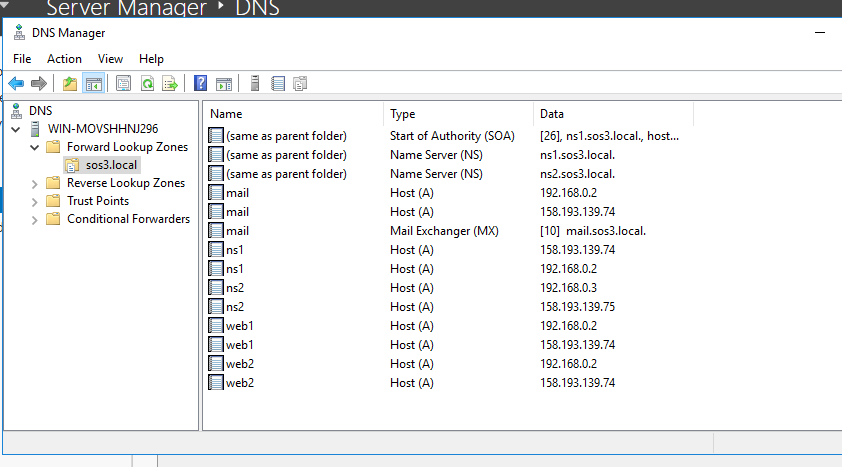 Server Manager ‣ DNS
DNS Manager
File Action View Help
DNS
WIN-MOVSHHNJ296
Forward Lookup Zones
sos3.local
Reverse Lookup Zones
Trust Points
Conditional Forwarders
Name Type Data
(same as parent folder) Start of Authority (SOA) [26], ns1.sos3.local., host...
(same as parent folder) Name Server (NS) ns1.sos3.local.
(same as parent folder) Name Server (NS) ns2.sos3.local.
mail Host (A) 192.168.0.2
mail Host (A) 158.193.139.74
mail Mail Exchanger (MX) [10] mail.sos3.local.
ns1 Host (A) 158.193.139.74
ns1 Host (A) 192.168.0.2
ns2 Host (A) 192.168.0.3
ns2 Host (A) 158.193.139.75
web1 Host (A) 192.168.0.2
web1 Host (A) 158.193.139.74
web2 Host (A) 192.168.0.2
web2 Host (A) 158.193.139.74